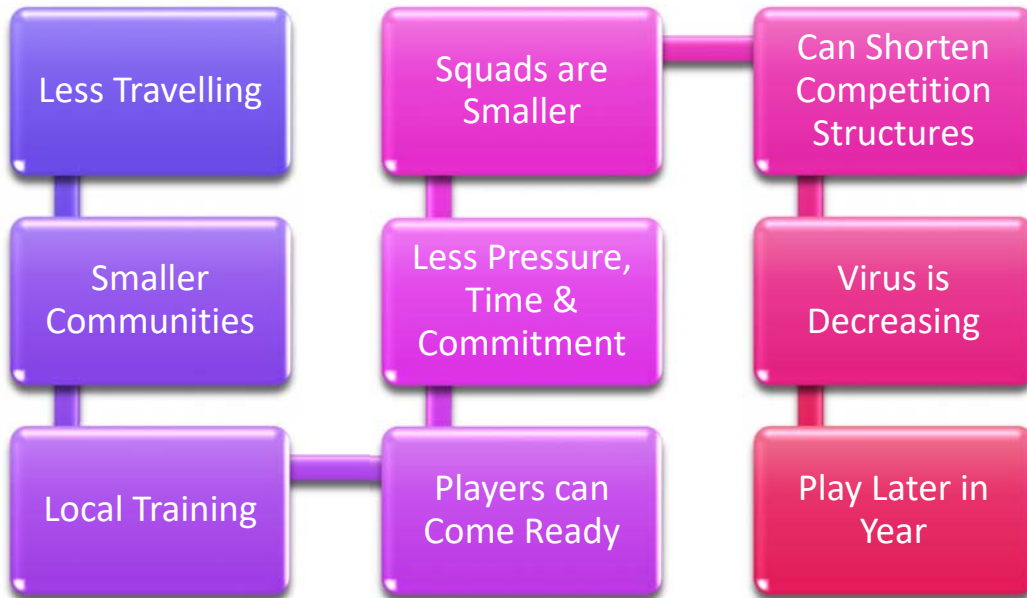 Less Travelling
Smaller
Communities
Local Training
Players can
Come Ready
Less Pressure,
Time &
Commitment
Squads are
Smaller
Can Shorten
Competition
Structures
Virus is
Decreasing
Play Later in
Year